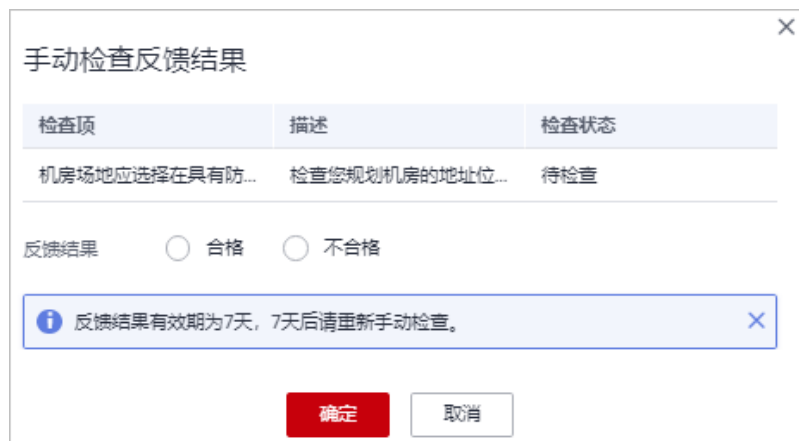 手动检查反馈结果
检查项 描述 检查状态
机房场地应选择在具有防... 检查您规划机房的地址位... 待检查
反馈结果 合格 不合格
反馈结果有效期为7天，7天后请重新手动检查。
确定 取消